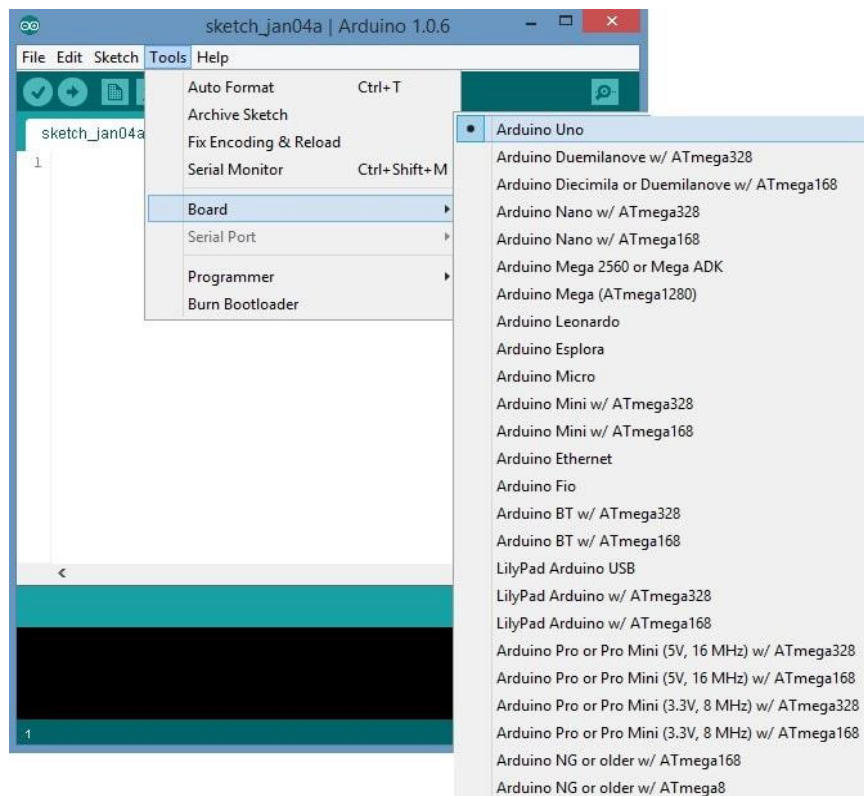 sketch_jan04a | Arduino 1.0.6
File Edit Sketch Tools Help
sketch_jan04a
1
Auto Format Ctrl+T
Archive Sketch
Fix Encoding & Reload
Serial Monitor Ctrl+Shift+M
Board
Serial Port
Programmer
Burn Bootloader
Arduino Uno
Arduino Duemilanove w/ ATmega328
Arduino Diecimila or Duemilanove w/ ATmega168
Arduino Nano w/ ATmega328
Arduino Nano w/ ATmega168
Arduino Mega 2560 or Mega ADK
Arduino Mega (ATmega1280)
Arduino Leonardo
Arduino Esplora
Arduino Micro
Arduino Mini w/ ATmega328
Arduino Mini w/ ATmega168
Arduino Ethernet
Arduino Fio
Arduino BT w/ ATmega328
Arduino BT w/ ATmega168
LilyPad Arduino USB
LilyPad Arduino w/ ATmega328
LilyPad Arduino w/ ATmega168
Arduino Pro or Pro Mini (5V, 16 MHz) w/ ATmega328
Arduino Pro or Pro Mini (5V, 16 MHz) w/ ATmega168
Arduino Pro or Pro Mini (3.3V, 8 MHz) w/ ATmega328
Arduino Pro or Pro Mini (3.3V, 8 MHz) w/ ATmega168
Arduino NG or older w/ ATmega168
Arduino NG or older w/ ATmega8
1